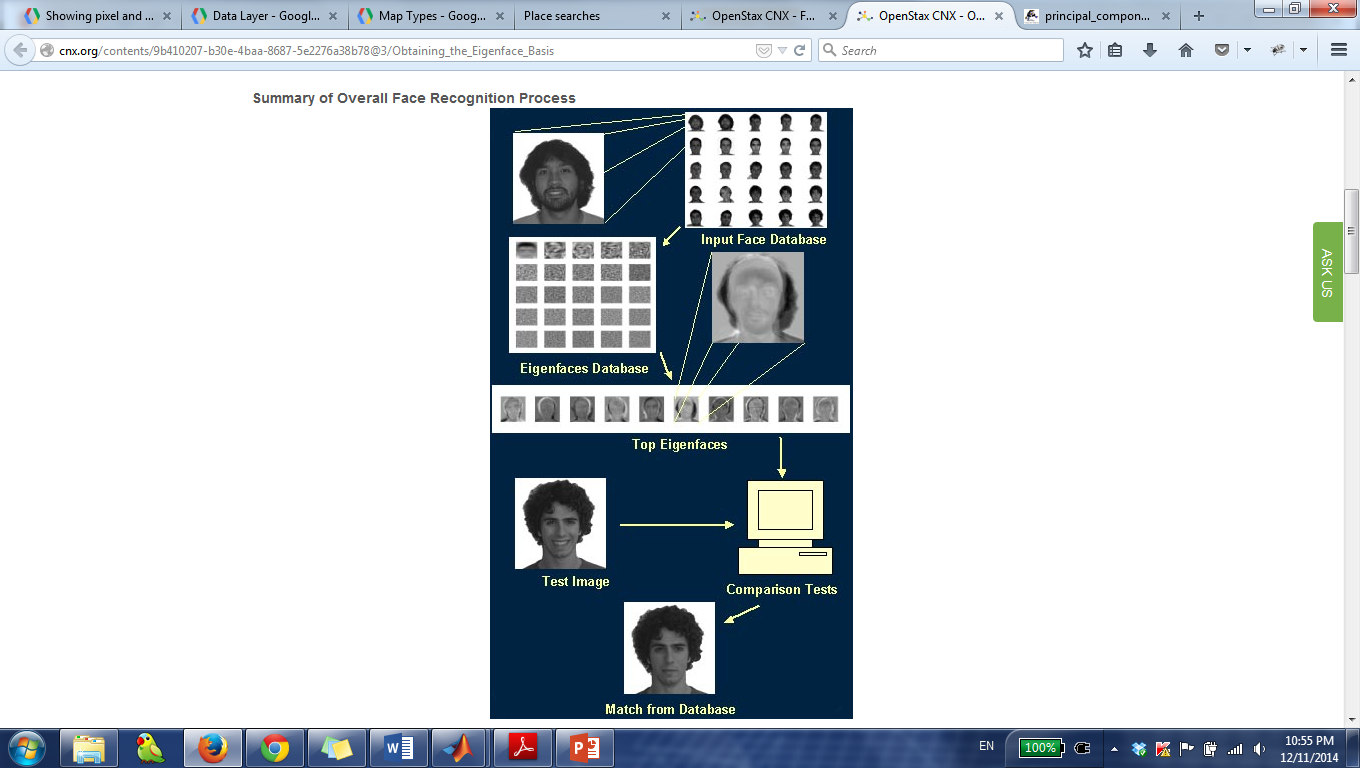 Showing pixel and ...
Data Layer - Googl...
Map Types - Goog...
Place searches
OpenStax CNX - F...
OpenStax CNX - O...
principal_compon...
cnx.org/contents/9b410207-b30e-4baa-8687-5e2276a38b78@3/Obtaining_the_Eigenface_Basis
Search
Summary of Overall Face Recognition Process
Input Face Database
ASK US
Eigenfaces Database
Top Eigenfaces
Test Image
Comparison Tests
Match from Database
EN
100%
10:55 PM
12/11/2014